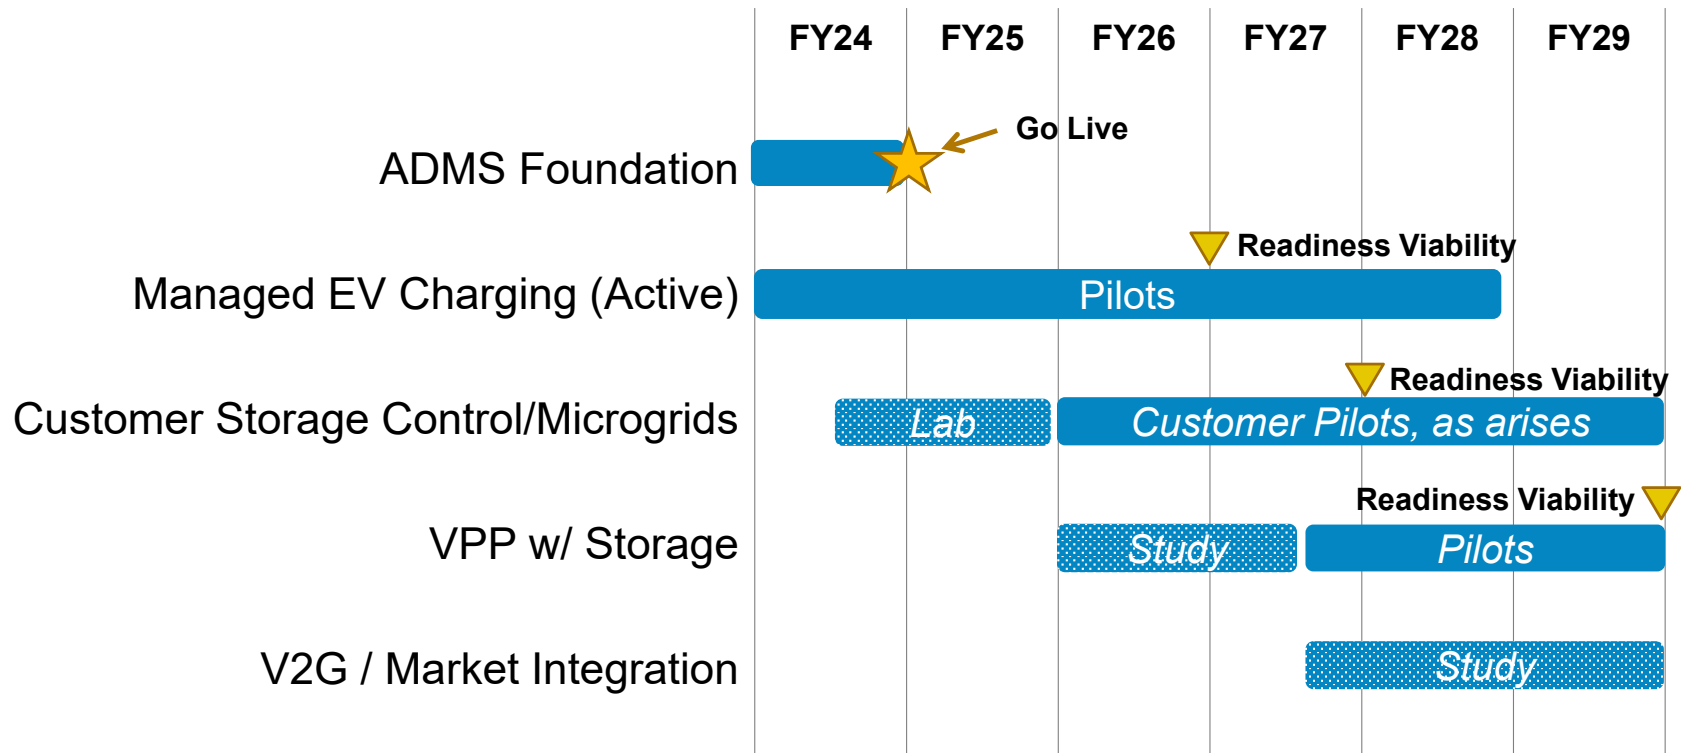 FY24 FY25 FY26 FY27 FY28 FY29
Go Live
ADMS Foundation
Readiness Viability
Managed EV Charging (Active) Pilots
Readiness Viability
Customer Storage Control/Microgrids Lab Customer Pilots, as arises
Readiness Viability
VPP w/ Storage Study Pilots
V2G / Market Integration Study